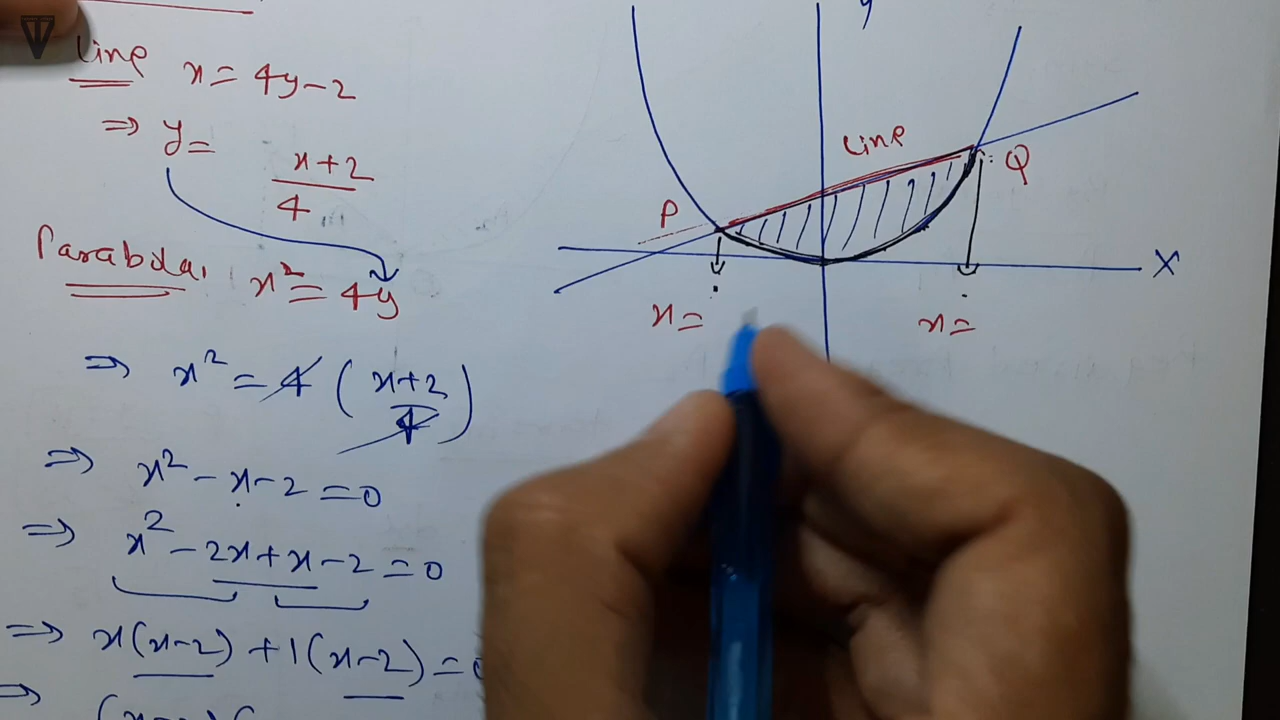 Line x = 4y-2
⇒ y = x+2/4
Parabola, x² = 4y
⇒ x² = 4 (x+2/4)
⇒ x² - x - 2 = 0
⇒ x² - 2x + x - 2 = 0
⇒ x(x-2) + 1(x-2) = 0
⇒
y
Line
P
Q
X
x =
x =